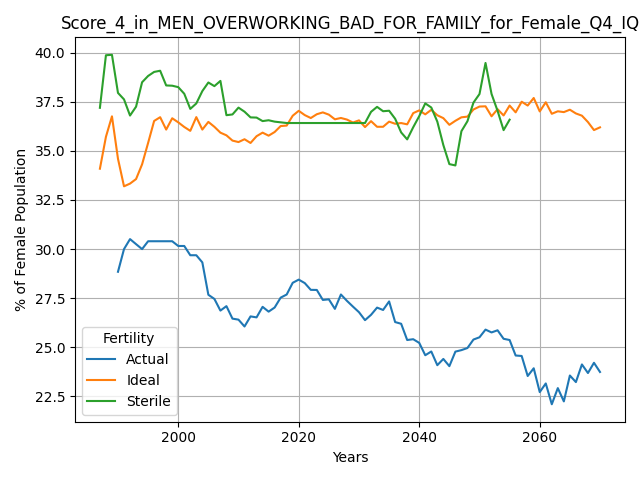 Score_4_in_MEN_OVERWORKING_BAD_FOR_FAMILY_for_Female_Q4_IQ
40.0
37.5
35.0
32.5
30.0
27.5
25.0
22.5
% of Female Population
Fertility
Actual
Ideal
Sterile
2000
2020
2040
2060
Years